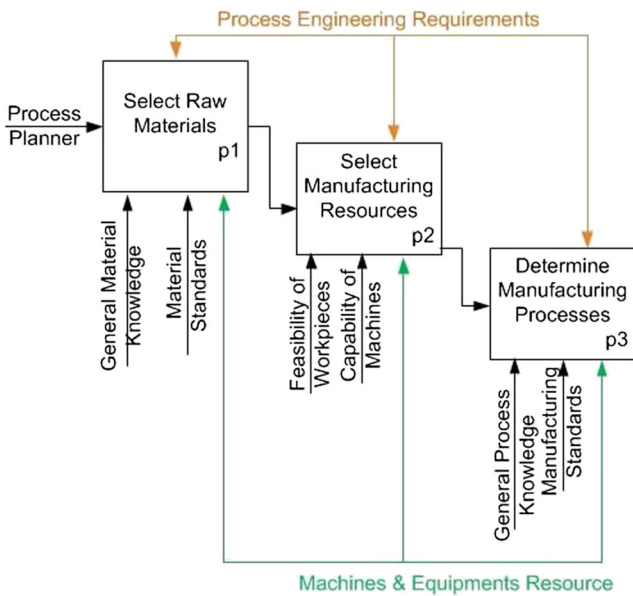 Process Engineering Requirements
Process
Planner
Select Raw
Materials
p1
General Material
Knowledge
Material
Standards
Select
Manufacturing
Resources
p2
Feasibility of
Workpieces
Capability of
Machines
Determine
Manufacturing
Processes
p3
General Process
Knowledge
Manufacturing
Standards
Machines & Equipments Resource